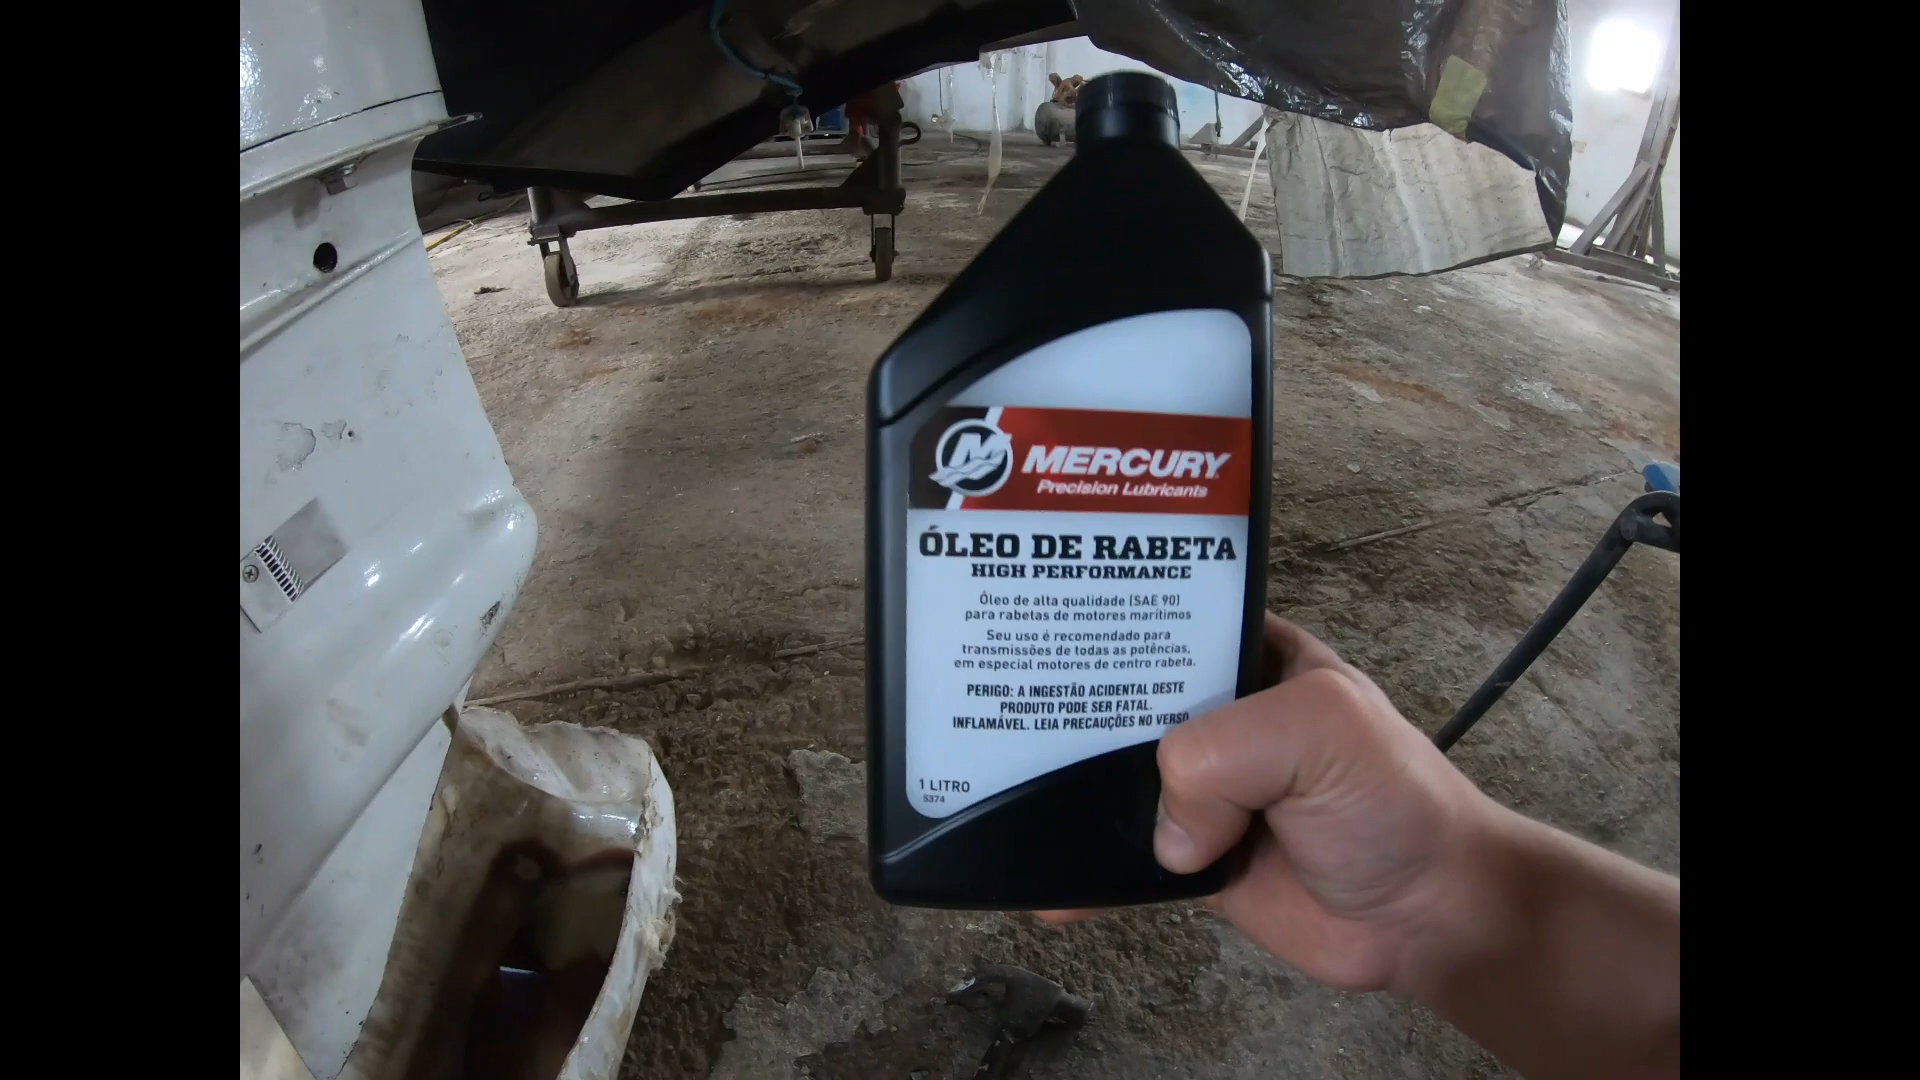 MERCURY
Precision Lubricants
ÓLEO DE RABETA
HIGH PERFORMANCE
Óleo de alta qualidade (SAE 90)
para rabetas de motores marítimos
Seu uso é recomendado para
transmissões de todas as potências,
em especial motores de centro rabeta.
PERIGO: A INGESTÃO ACIDENTAL DESTE
PRODUTO PODE SER FATAL.
INFLAMÁVEL. LEIA PRECAUÇÕES NO VERSO
1 LITRO
5374